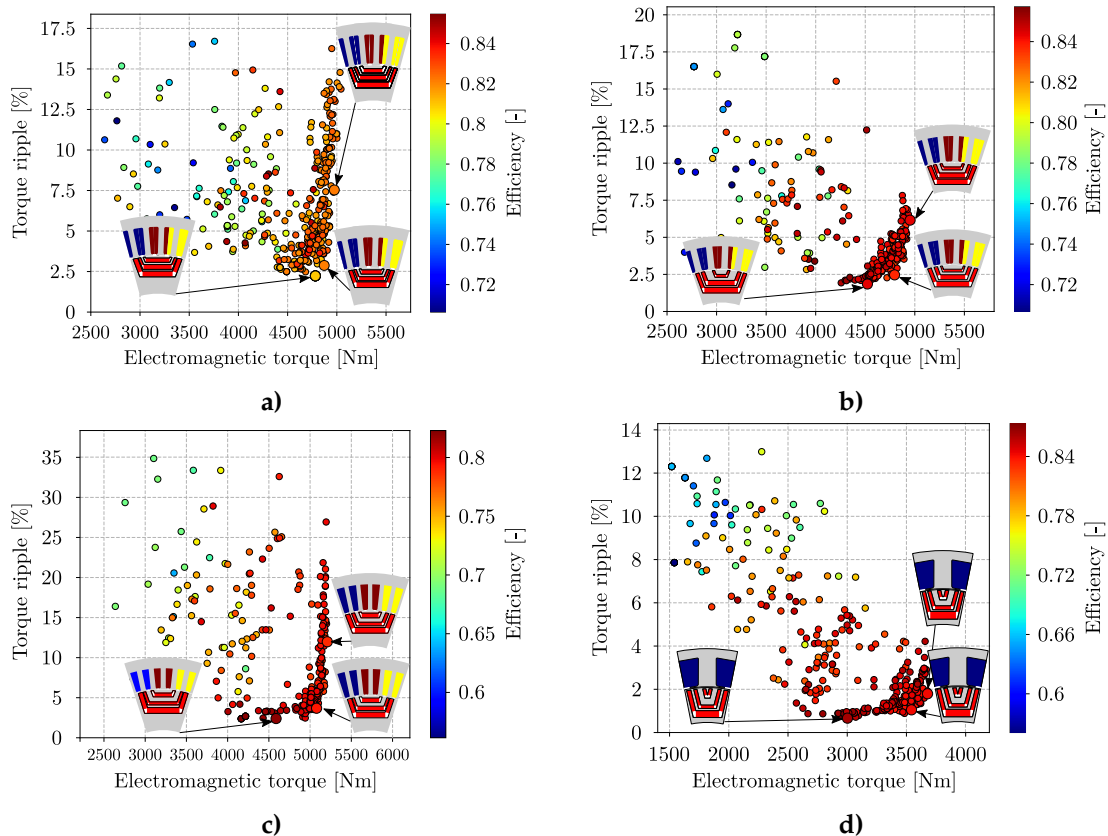 17.5
15
12.5
10
7.5
5
2.5
0
Torque ripple [%]
2500 3000 3500 4000 4500 5000 5500
Electromagnetic torque [Nm]
0.84
0.82
0.8
0.78
0.76
0.74
0.72
Efficiency [-]
a)
20
17.5
15
12.5
10
7.5
5
2.5
0
Torque ripple [%]
2500 3000 3500 4000 4500 5000 5500
Electromagnetic torque [Nm]
0.84
0.82
0.80
0.78
0.76
0.74
0.72
Efficiency [-]
b)
35
30
25
20
15
10
5
0
Torque ripple [%]
2500 3000 3500 4000 4500 5000 5500 6000
Electromagnetic torque [Nm]
0.8
0.75
0.7
0.65
0.6
Efficiency [-]
c)
14
12
10
8
6
4
2
0
Torque ripple [%]
1500 2000 2500 3000 3500 4000
Electromagnetic torque [Nm]
0.84
0.78
0.72
0.66
0.6
Efficiency [-]
d)